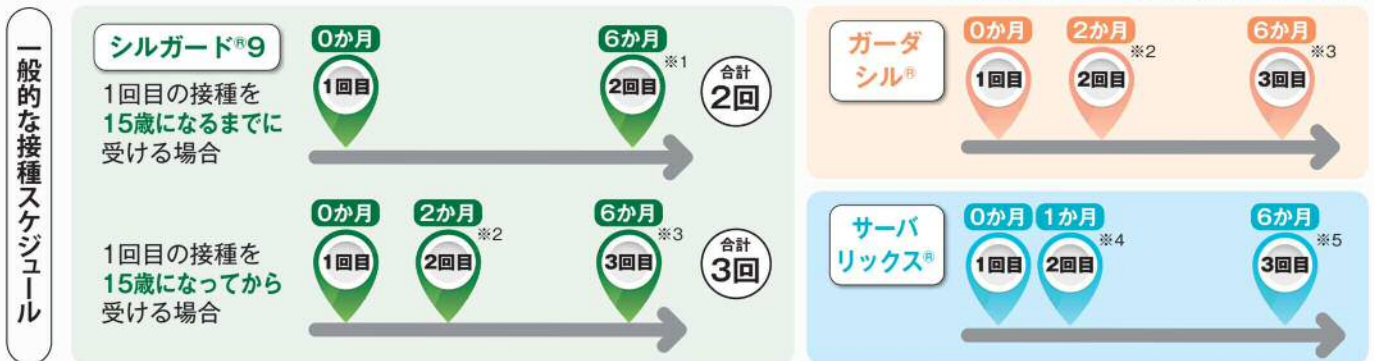 一般的な接種スケジュール
シルガード®9
1回目の接種を
15歳になるまでに
受ける場合
0か月
1回目
6か月
※1
2回目
合計
2回
1回目の接種を
15歳になってから
受ける場合
0か月
1回目
2か月
※2
2回目
6か月
※3
3回目
合計
3回
ガーダ
シル®
0か月
1回目
2か月
※2
2回目
6か月
※3
3回目
サーバ
リックス®
0か月
1回目
1か月
※4
2回目
6か月
※5
3回目